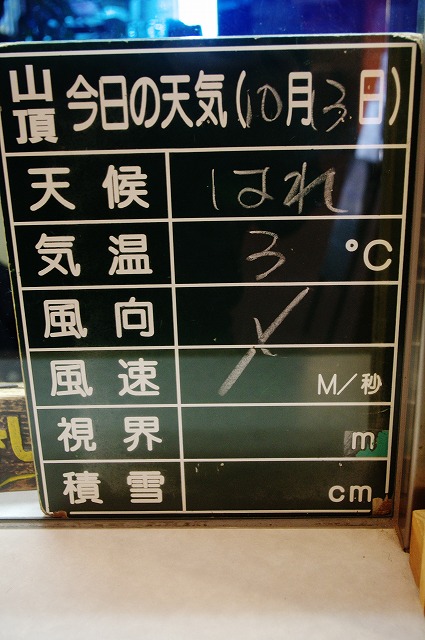 山頂 今日の天気(10月13日)
天候 はれ
気温 3 ℃
風向
風速 M/秒
視界 m
積雪 cm